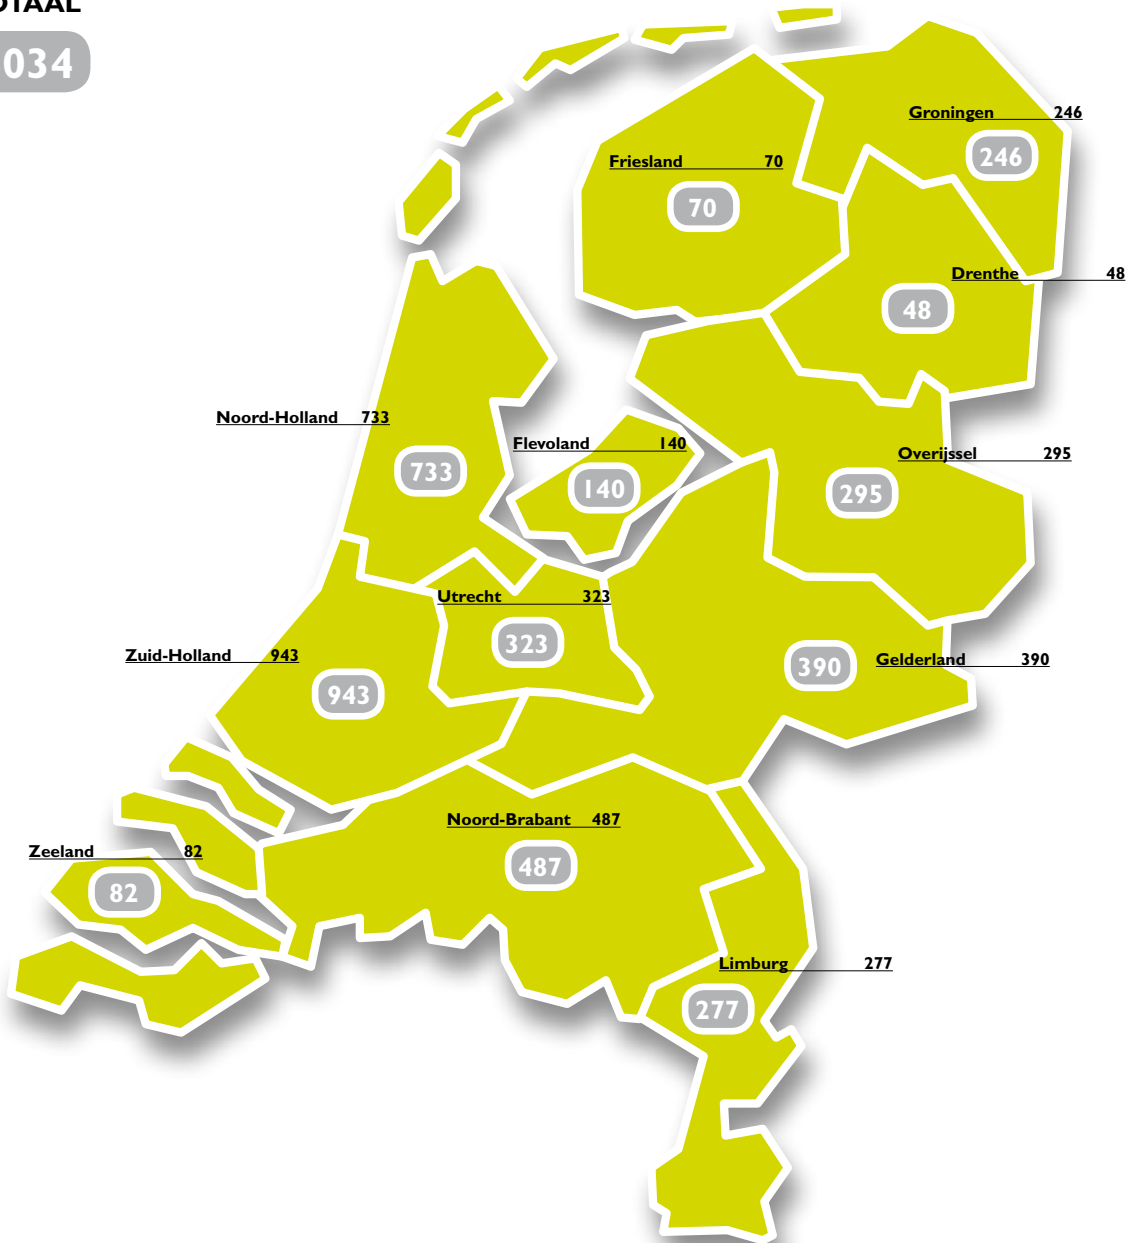 OTAAL
034
Groningen 246
246
Friesland 70
70
Drenthe 48
48
Noord-Holland 733
733
Flevoland 140
140
Overijssel 295
295
Utrecht 323
323
Zuid-Holland 943
943
Gelderland 390
390
Noord-Brabant 487
487
Zeeland 82
82
Limburg 277
277